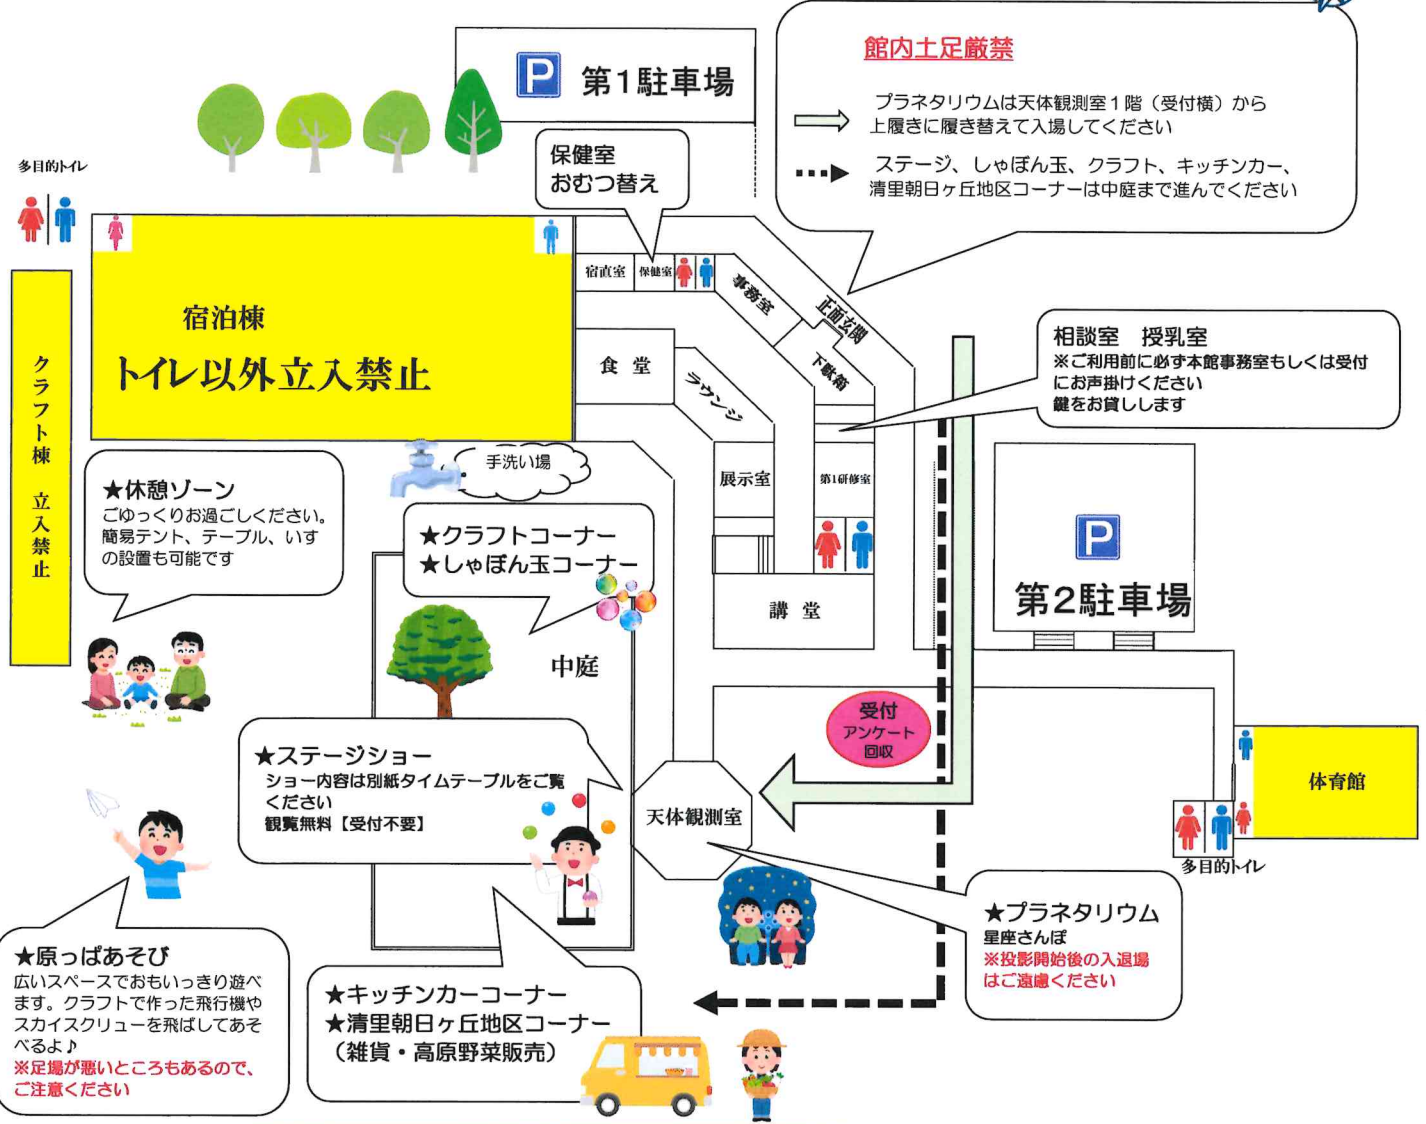 館内土足厳禁
プラネタリウムは天体観測室1階（受付横）から
上履きに履き替えて入場してください
ステージ、しゃぼん玉、クラフト、キッチンカー、
清里朝日ヶ丘地区コーナーは中庭まで進んでください
P 第1駐車場
保健室
おむつ替え
多目的トイレ
宿泊棟
トイレ以外立入禁止
クラフト棟 立入禁止
宿直室
保健室
事務室
正面玄関
下駄箱
食堂
ラウンジ
相談室 授乳室
※ご利用前に必ず本館事務室もしくは受付
にお声掛けください
鍵をお貸しします
手洗い場
展示室
第1研修室
講堂
P
第2駐車場
★休憩ゾーン
ごゆっくりお過ごしください。
簡易テント、テーブル、いす
の設置も可能です
★クラフトコーナー
★しゃぼん玉コーナー
中庭
受付
アンケート
回収
★ステージショー
ショー内容は別紙タイムテーブルをご覧
ください
観覧無料【受付不要】
天体観測室
体育館
多目的トイレ
★プラネタリウム
星座さんぽ
※投影開始後の入退場
はご遠慮ください
★原っぱあそび
広いスペースでおもいっきり遊べ
ます。クラフトで作った飛行機や
スカイスクリューを飛ばしてあそ
べるよ♪
※足場が悪いところもあるので、
ご注意ください
★キッチンカーコーナー
★清里朝日ヶ丘地区コーナー
（雑貨・高原野菜販売）